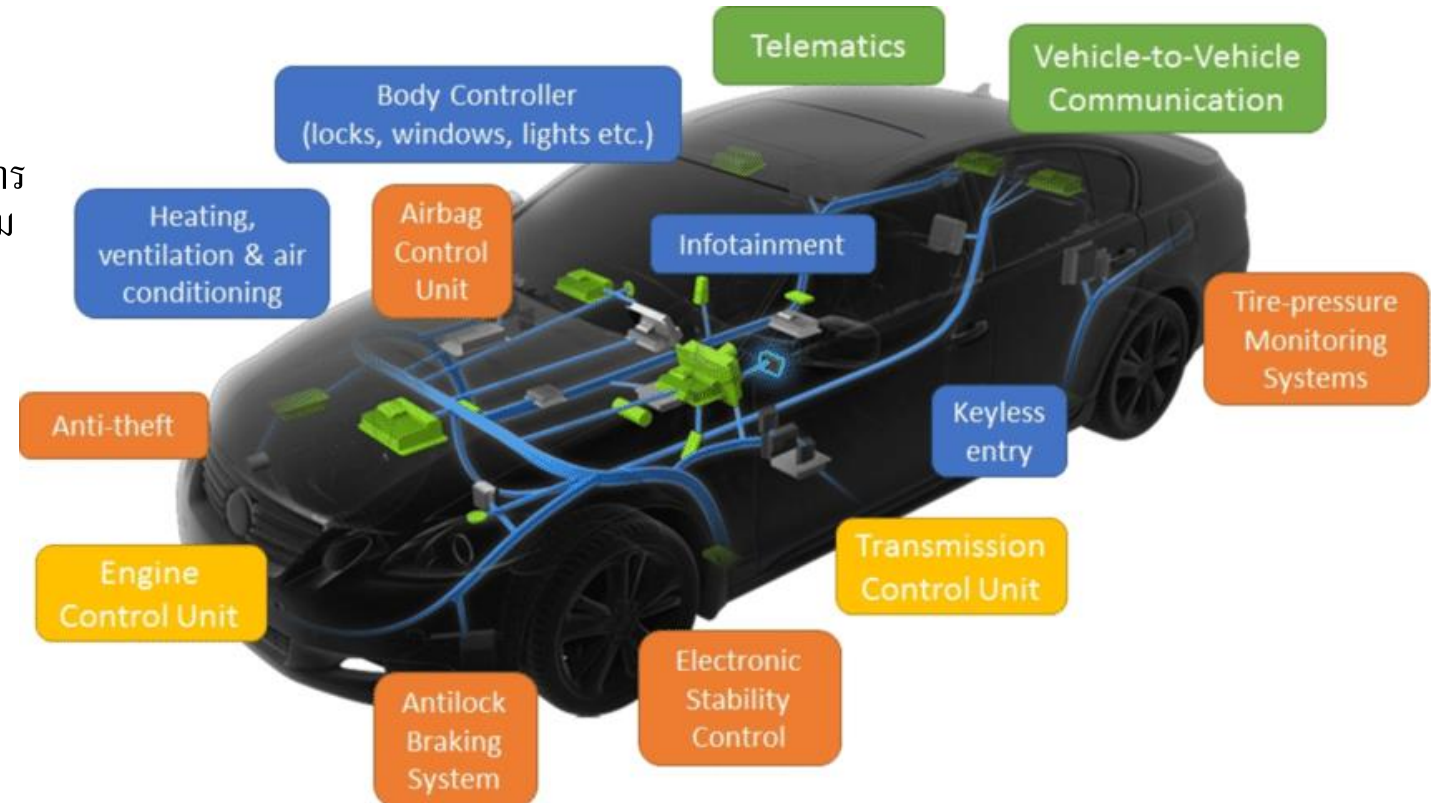 Telematics
Vehicle-to-Vehicle
Communication
Body Controller
(locks, windows, lights etc.)
Heating,
ventilation & air
conditioning
Airbag
Control
Unit
Infotainment
Tire-pressure
Monitoring
Systems
Anti-theft
Keyless
entry
Engine
Control Unit
Transmission
Control Unit
Antilock
Braking
System
Electronic
Stability
Control